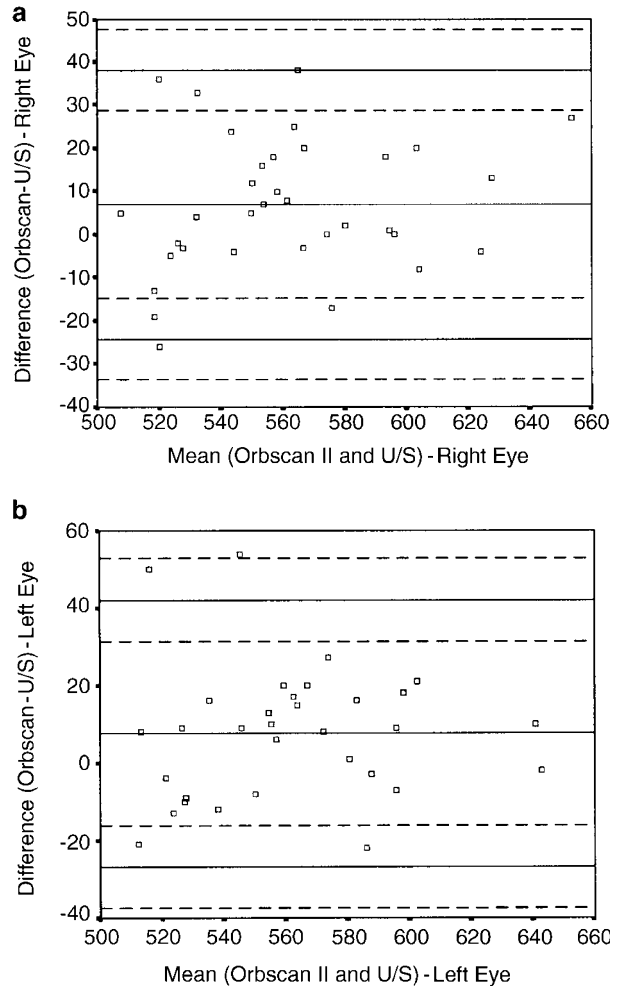 a
Difference (Orbscan-U/S) - Right Eye
50
40
30
20
10
0
-10
-20
-30
-40
500 520 540 560 580 600 620 640 660
Mean (Orbscan II and U/S) - Right Eye
b
Difference (Orbscan-U/S) - Left Eye
60
40
20
0
-20
-40
500 520 540 560 580 600 620 640 660
Mean (Orbscan II and U/S) - Left Eye